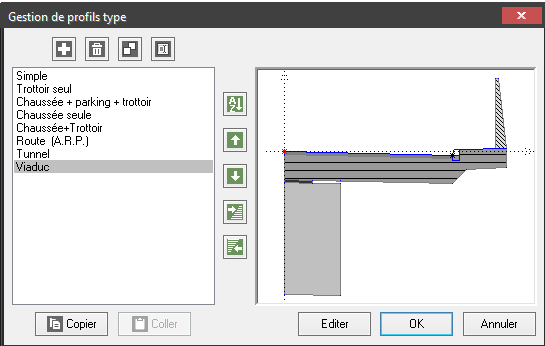 Gestion de profils type
Simple
Trottoir seul
Chaussée + parking + trottoir
Chaussée seule
Chaussée+Trottoir
Route (A.R.P.)
Tunnel
Viaduc
Copier
Coller
Editer
OK
Annuler